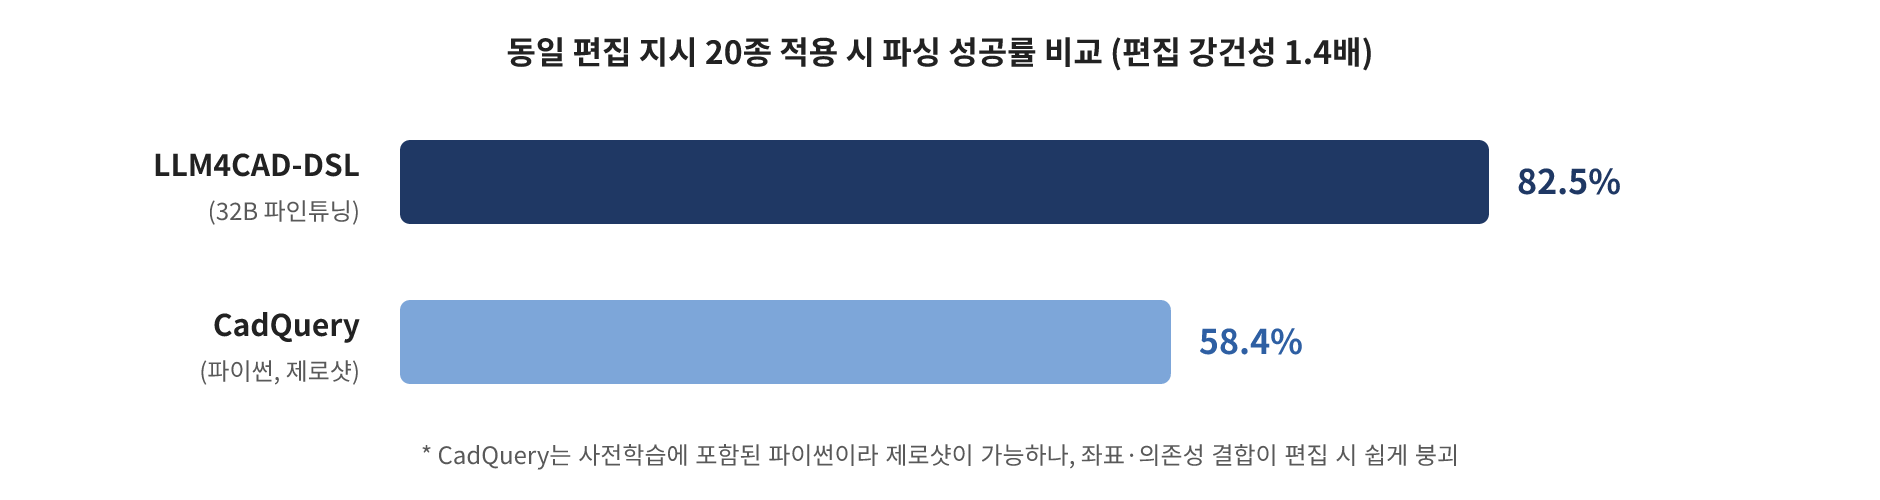 동일 편집 지시 20종 적용 시 파싱 성공률 비교 (편집 강건성 1.4배)
LLM4CAD-DSL
(32B 파인튜닝)
82.5%
CadQuery
(파이썬, 제로샷)
58.4%
* CadQuery는 사전학습에 포함된 파이썬이라 제로샷이 가능하나, 좌표·의존성 결합이 편집 시 쉽게 붕괴